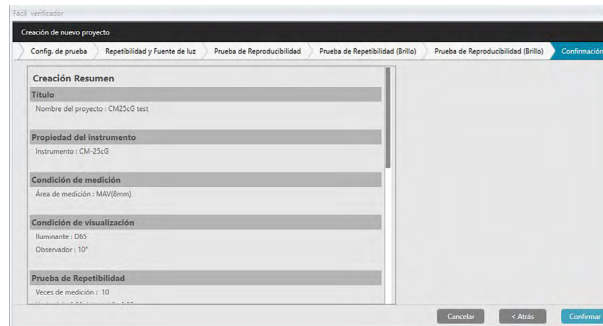 Fácil verificador
Creación de nuevo proyecto
Config. de prueba
Repetibilidad y Fuente de luz
Prueba de Reproducibilidad
Prueba de Repetibilidad (Brillo)
Prueba de Reproducibilidad (Brillo)
Confirmación
Creación Resumen
Título
Nombre del proyecto : CM25cG test
Propiedad del instrumento
Instrumento : CM-25cG
Condición de medición
Área de medición : MAV(8mm)
Condición de visualización
Iluminante : D65
Observador : 10°
Prueba de Repetibilidad
Veces de medición : 10
Cancelar
< Atrás
Confirmar